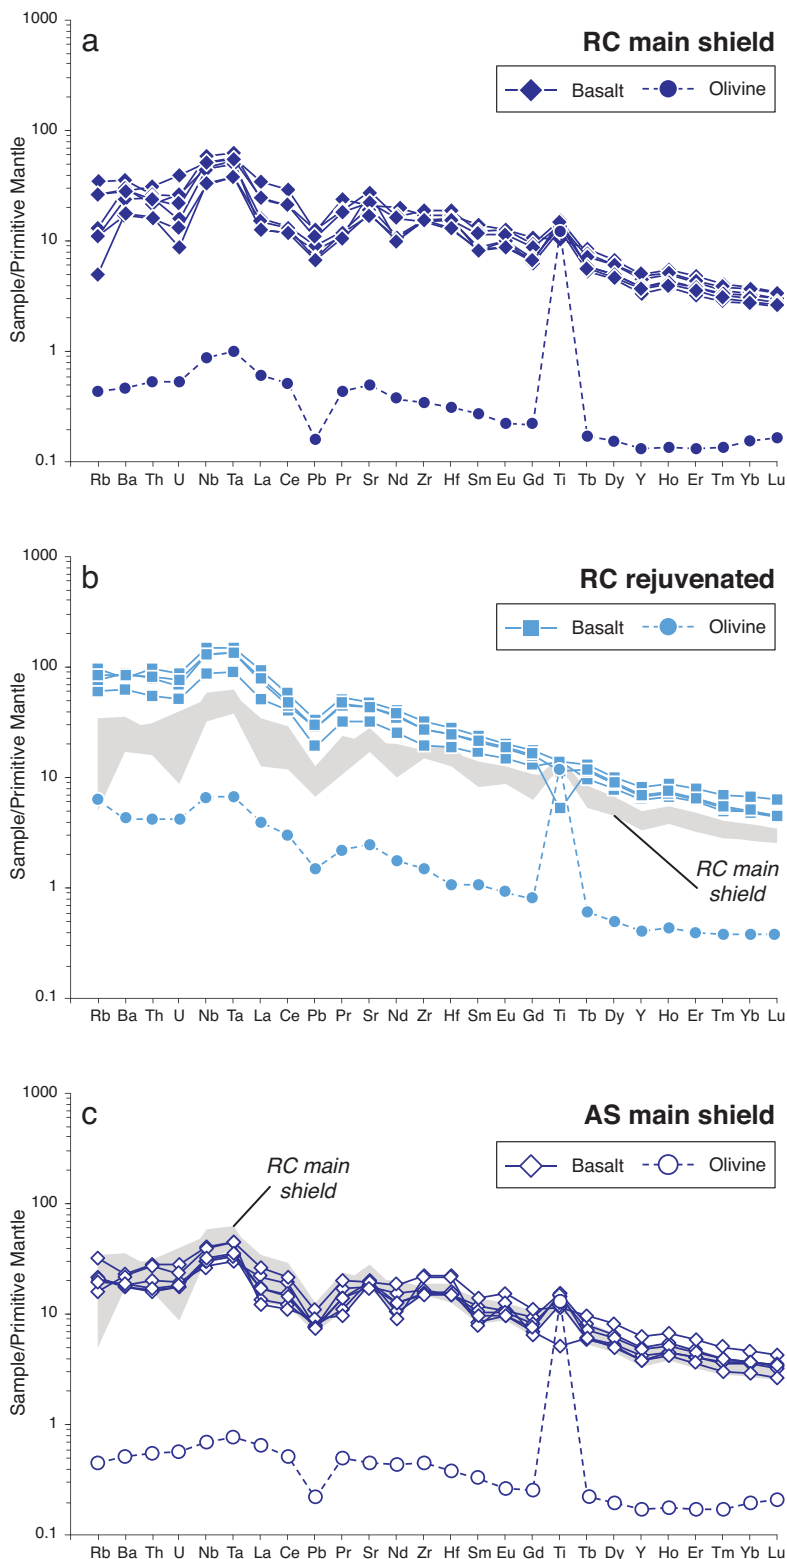 a
RC main shield
Basalt
Olivine
Sample/Primitive Mantle
1000
100
10
1
0.1
Rb Ba Th U Nb Ta La Ce Pb Pr Sr Nd Zr Hf Sm Eu Gd Ti Tb Dy Y Ho Er Tm Yb Lu
b
RC rejuvenated
Basalt
Olivine
Sample/Primitive Mantle
1000
100
10
1
0.1
RC main
shield
Rb Ba Th U Nb Ta La Ce Pb Pr Sr Nd Zr Hf Sm Eu Gd Ti Tb Dy Y Ho Er Tm Yb Lu
c
AS main shield
Basalt
Olivine
RC main
shield
Sample/Primitive Mantle
1000
100
10
1
0.1
Rb Ba Th U Nb Ta La Ce Pb Pr Sr Nd Zr Hf Sm Eu Gd Ti Tb Dy Y Ho Er Tm Yb Lu